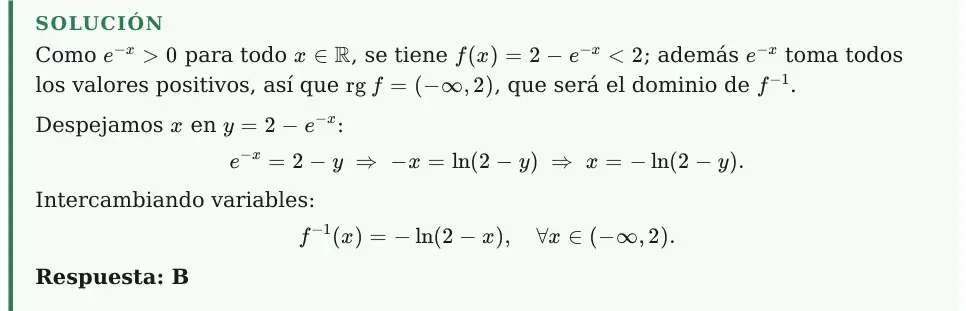 SOLUCIÓN
Como e^{-x} > 0 para todo x ∈ ℝ, se tiene f(x) = 2 − e^{-x} < 2; además e^{-x} toma todos
los valores positivos, así que rg f = (−∞, 2), que será el dominio de f^{-1}.
Despejamos x en y = 2 − e^{-x}:
e^{-x} = 2 − y ⇒ −x = ln(2 − y) ⇒ x = − ln(2 − y).
Intercambiando variables:
f^{-1}(x) = − ln(2 − x), ∀x ∈ (−∞, 2).
Respuesta: B